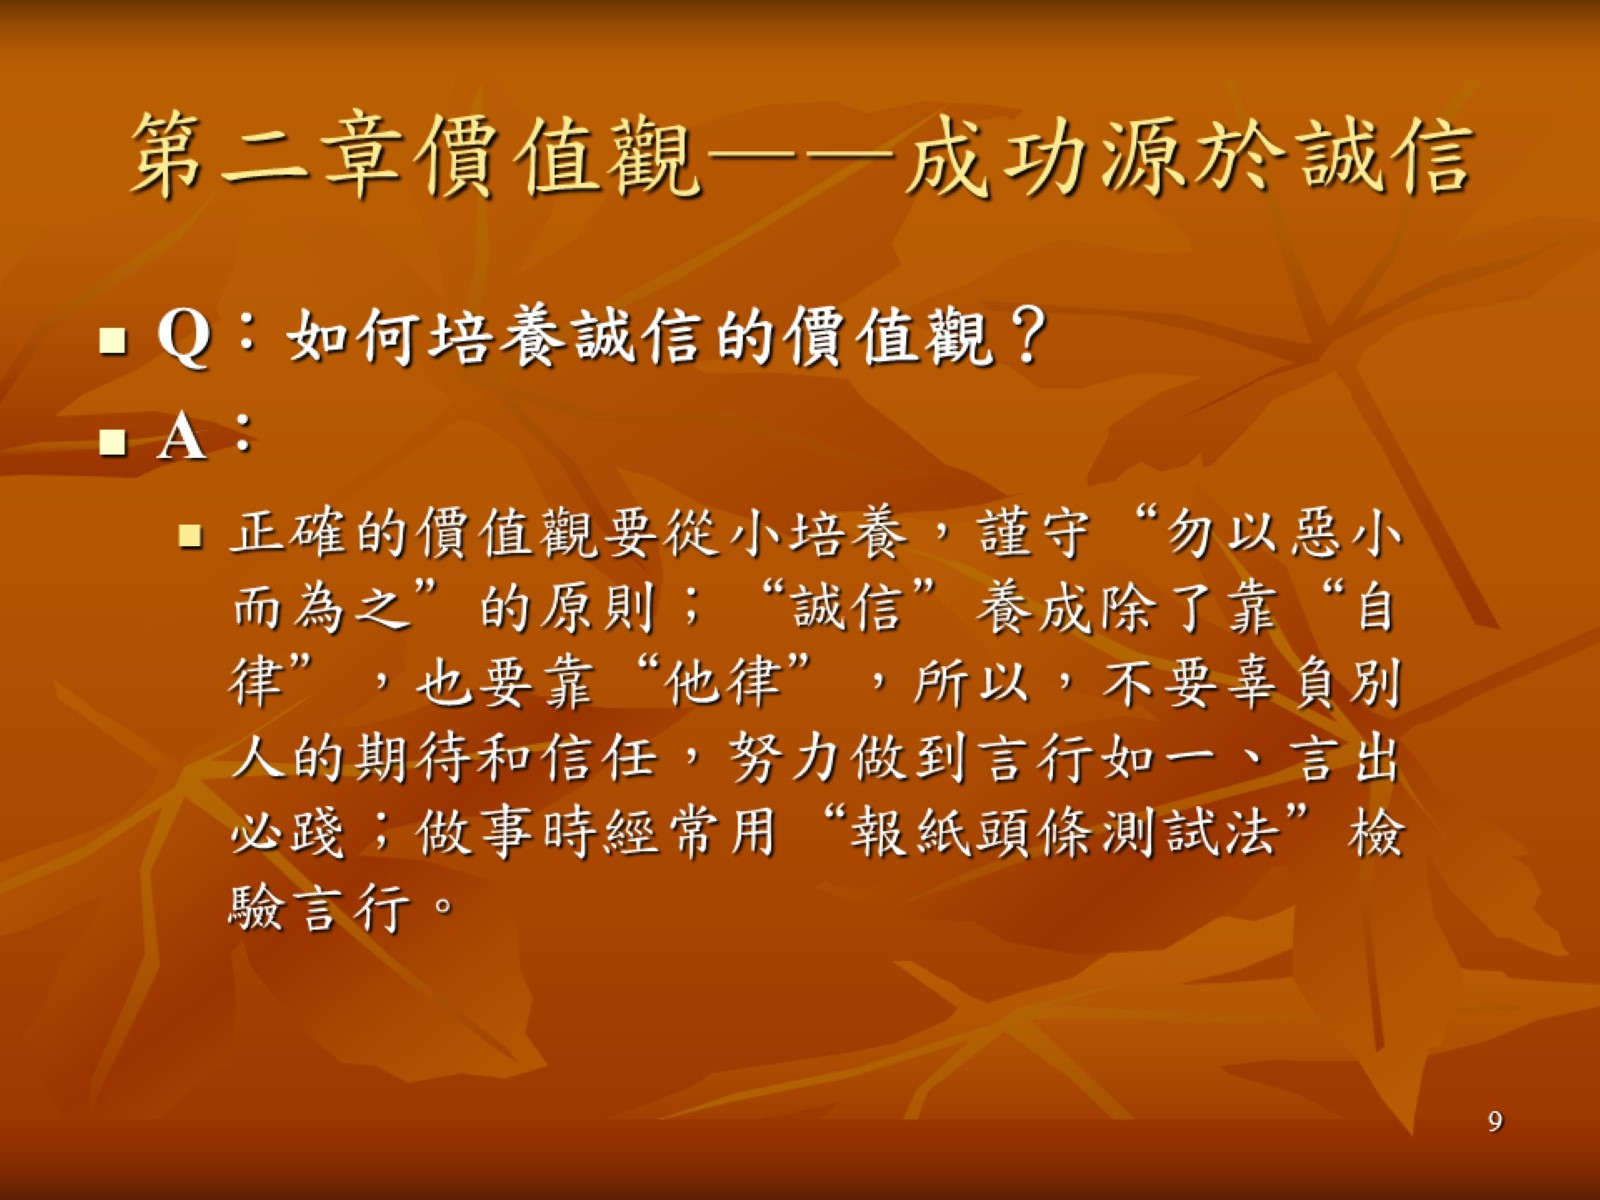 第二章價值觀——成功源於誠信
Q：如何培養誠信的價值觀？
A：
正確的價值觀要從小培養，謹守“勿以惡小
而為之”的原則；“誠信”養成除了靠“自
律”，也要靠“他律”，所以，不要辜負別
人的期待和信任，努力做到言行如一、言出
必踐；做事時經常用“報紙頭條測試法”檢
驗言行。
9